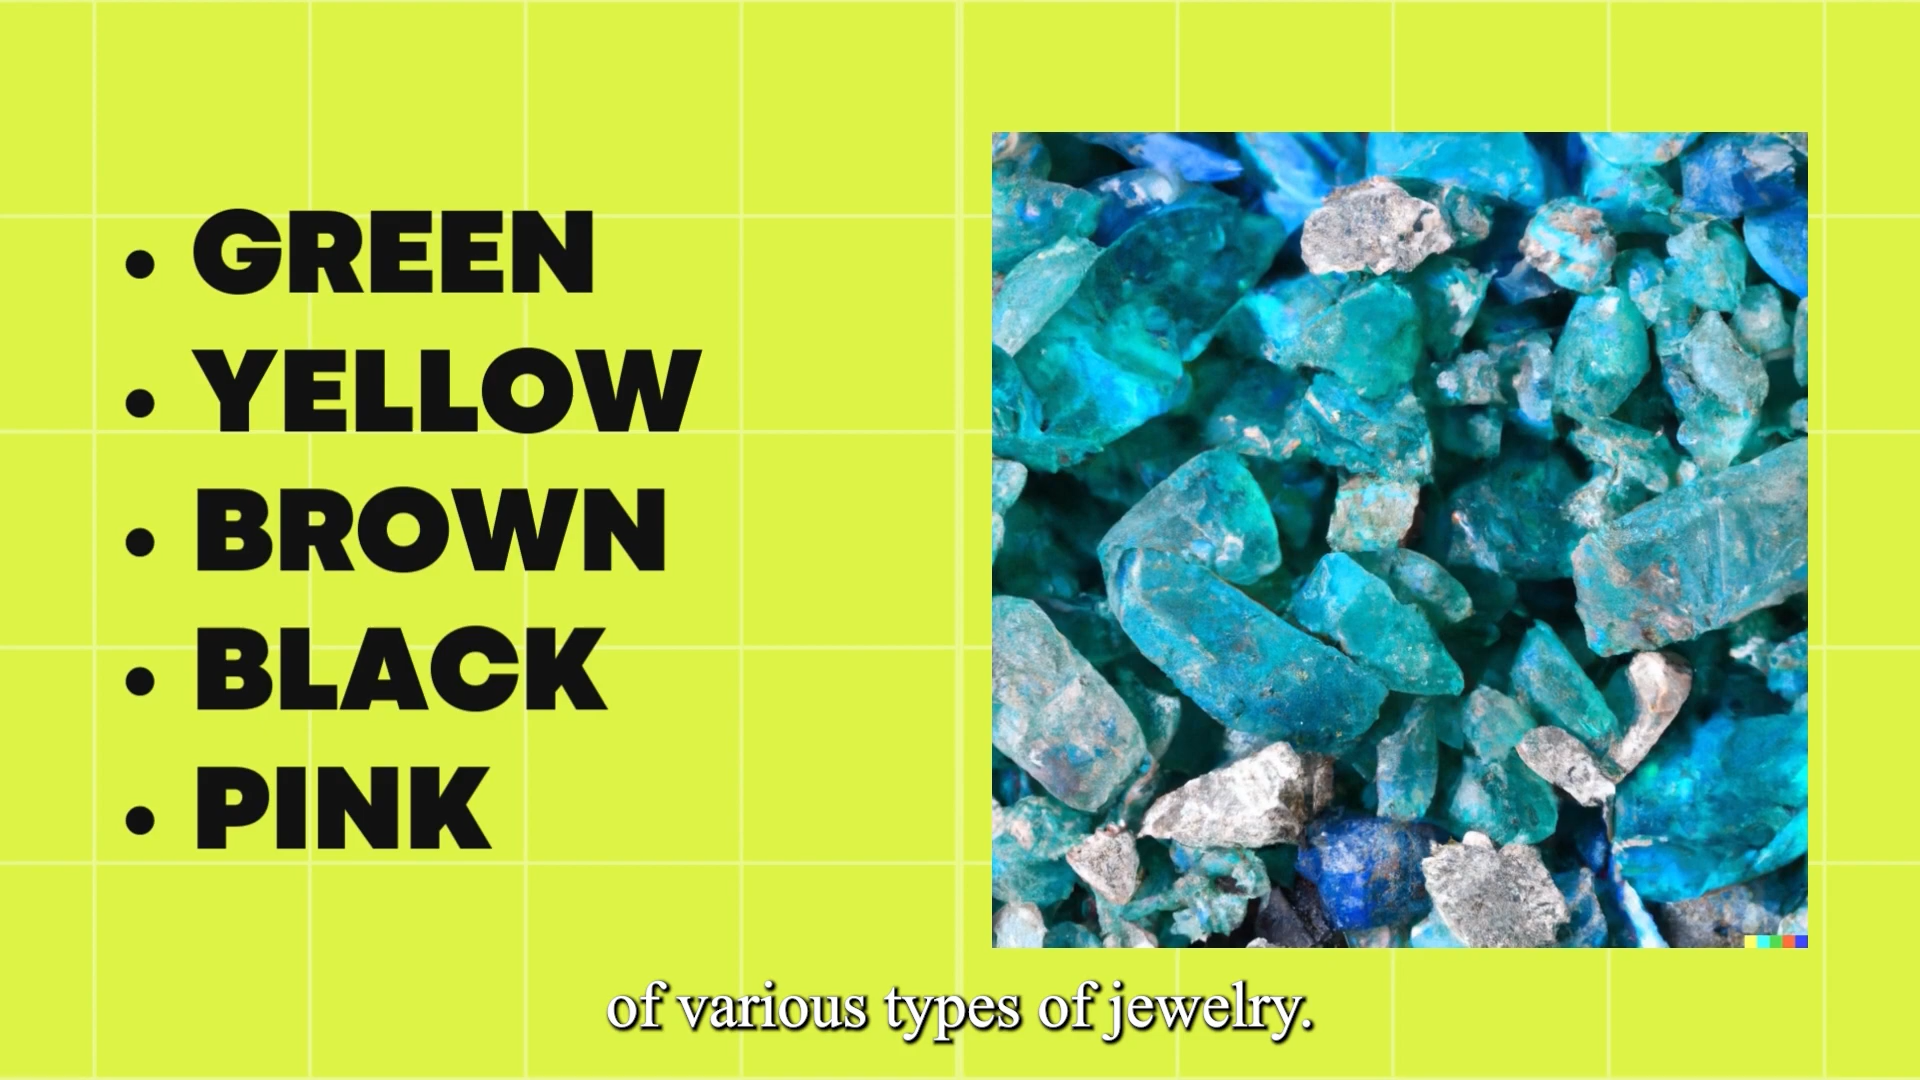 • GREEN
• YELLOW
• BROWN
• BLACK
• PINK
of various types of jewelry.